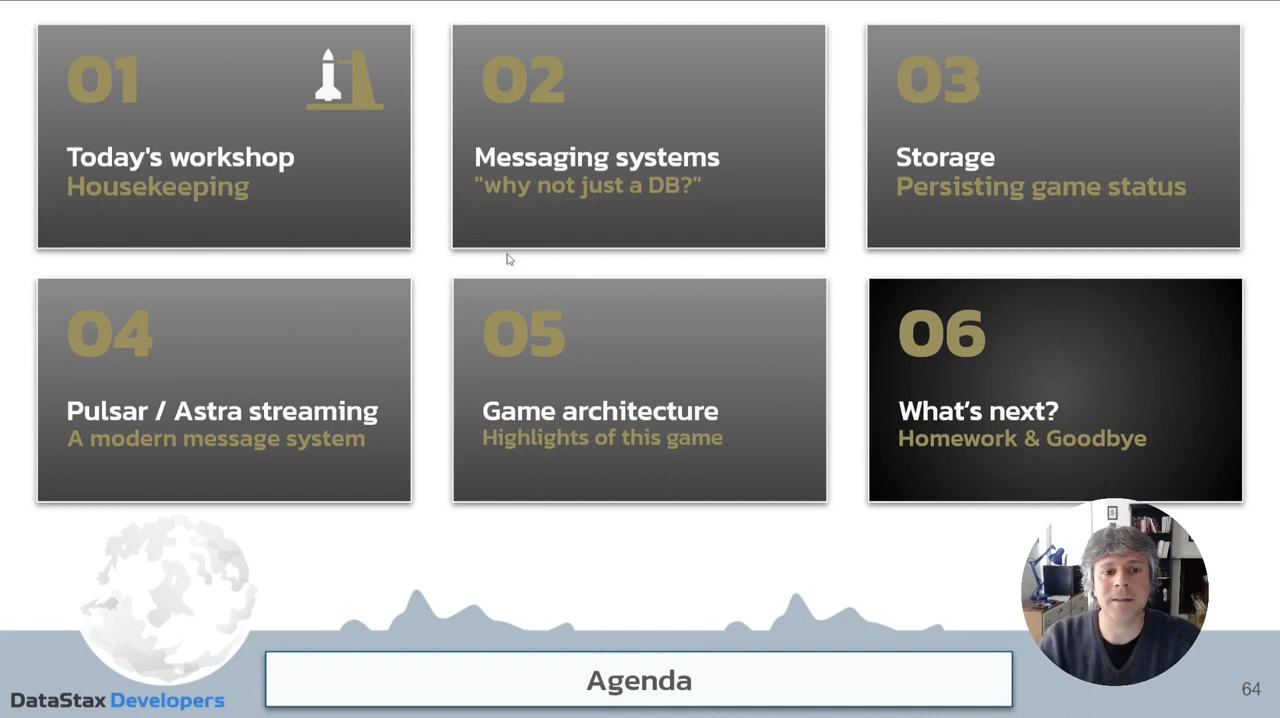 01
Today's workshop
Housekeeping
02
Messaging systems
"why not just a DB?"
03
Storage
Persisting game status
04
Pulsar / Astra streaming
A modern message system
05
Game architecture
Highlights of this game
06
What’s next?
Homework & Goodbye
Agenda
DataStax Developers
64